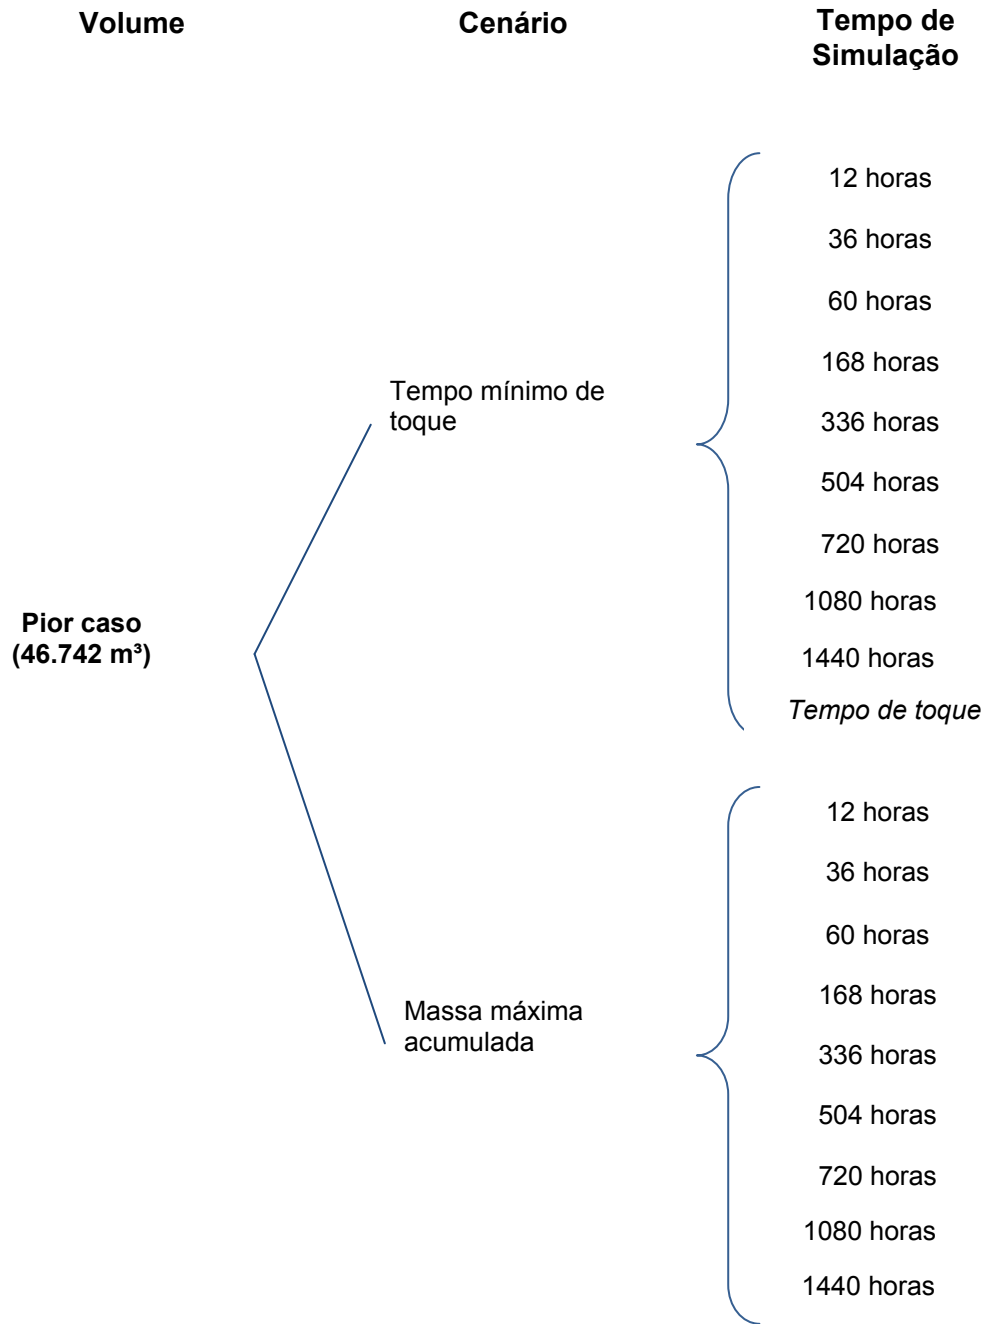 Volume
Cenário
Tempo de
Simulação
Pior caso
(46.742 m³)
Tempo mínimo de
toque
12 horas
36 horas
60 horas
168 horas
336 horas
504 horas
720 horas
1080 horas
1440 horas
Tempo de toque
Massa máxima
acumulada
12 horas
36 horas
60 horas
168 horas
336 horas
504 horas
720 horas
1080 horas
1440 horas